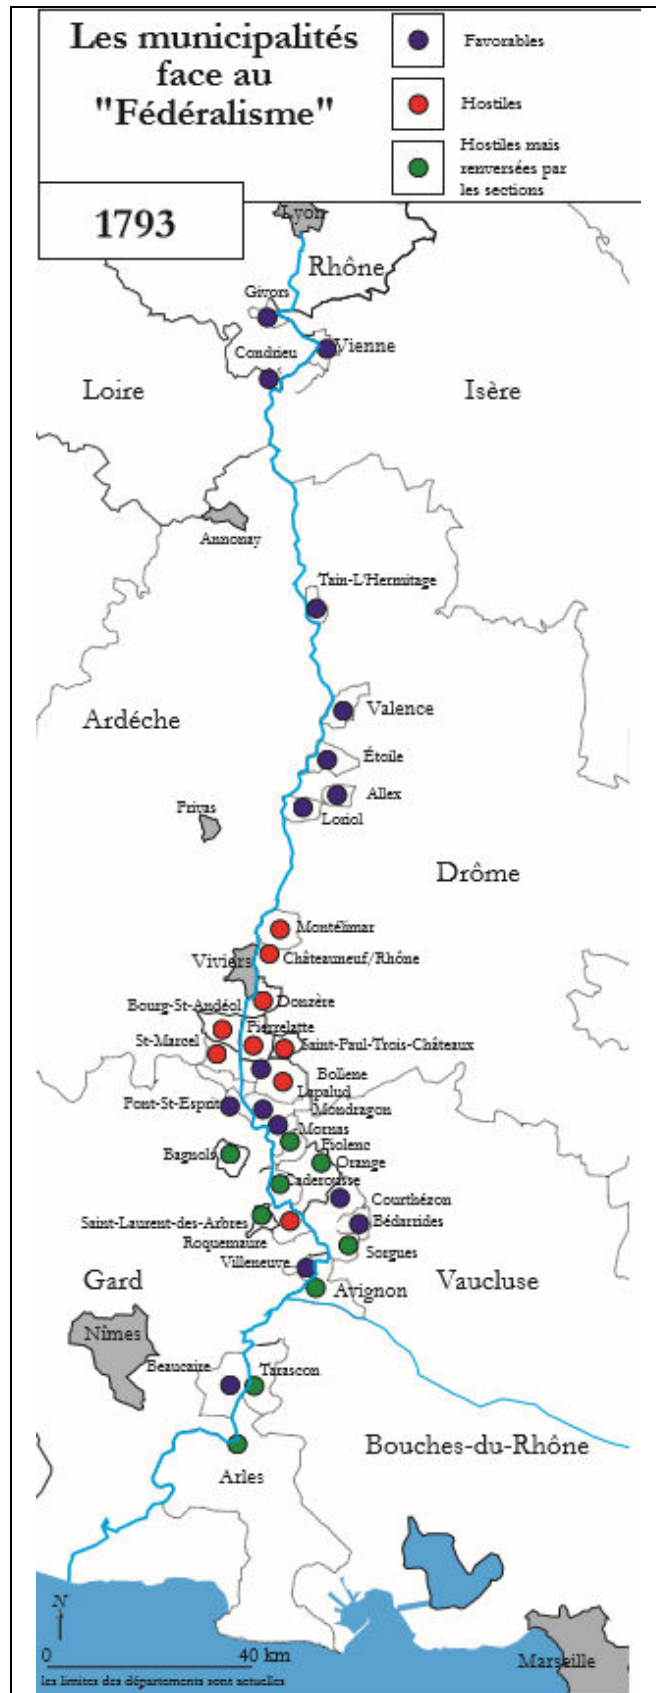 Les municipalités
face au
"Fédéralisme"
Favorables
Hostiles
Hostiles mais
renversées par
les sections
1793
Lyon
Rhône
Givors
Vienne
Condrieu
Loire
Isère
Annonay
Tain-L'Hermitage
Valence
Ardéche
Étoile
Allex
Privas
Loriol
Drôme
Montélimar
Viviers
Châteauneuf/Rhône
Bourg-St-Andéol
Donzère
Pierrelatte
St-Marcel
Saint-Paul-Trois-Châteaux
Bollene
Lapalud
Pont-St-Esprit
Mondragon
Mornas
Piolenc
Bagnols
Orange
Caderousse
Courthézon
Saint-Laurent-des-Arbres
Bédarrides
Roquemaure
Sorgues
Villeneuve
Gard
Vaucluse
Avignon
Nîmes
Beaucaire
Tarascon
Bouches-du-Rhône
Arles
N
0 40 km
Marseille
les limites des départements sont actuelles